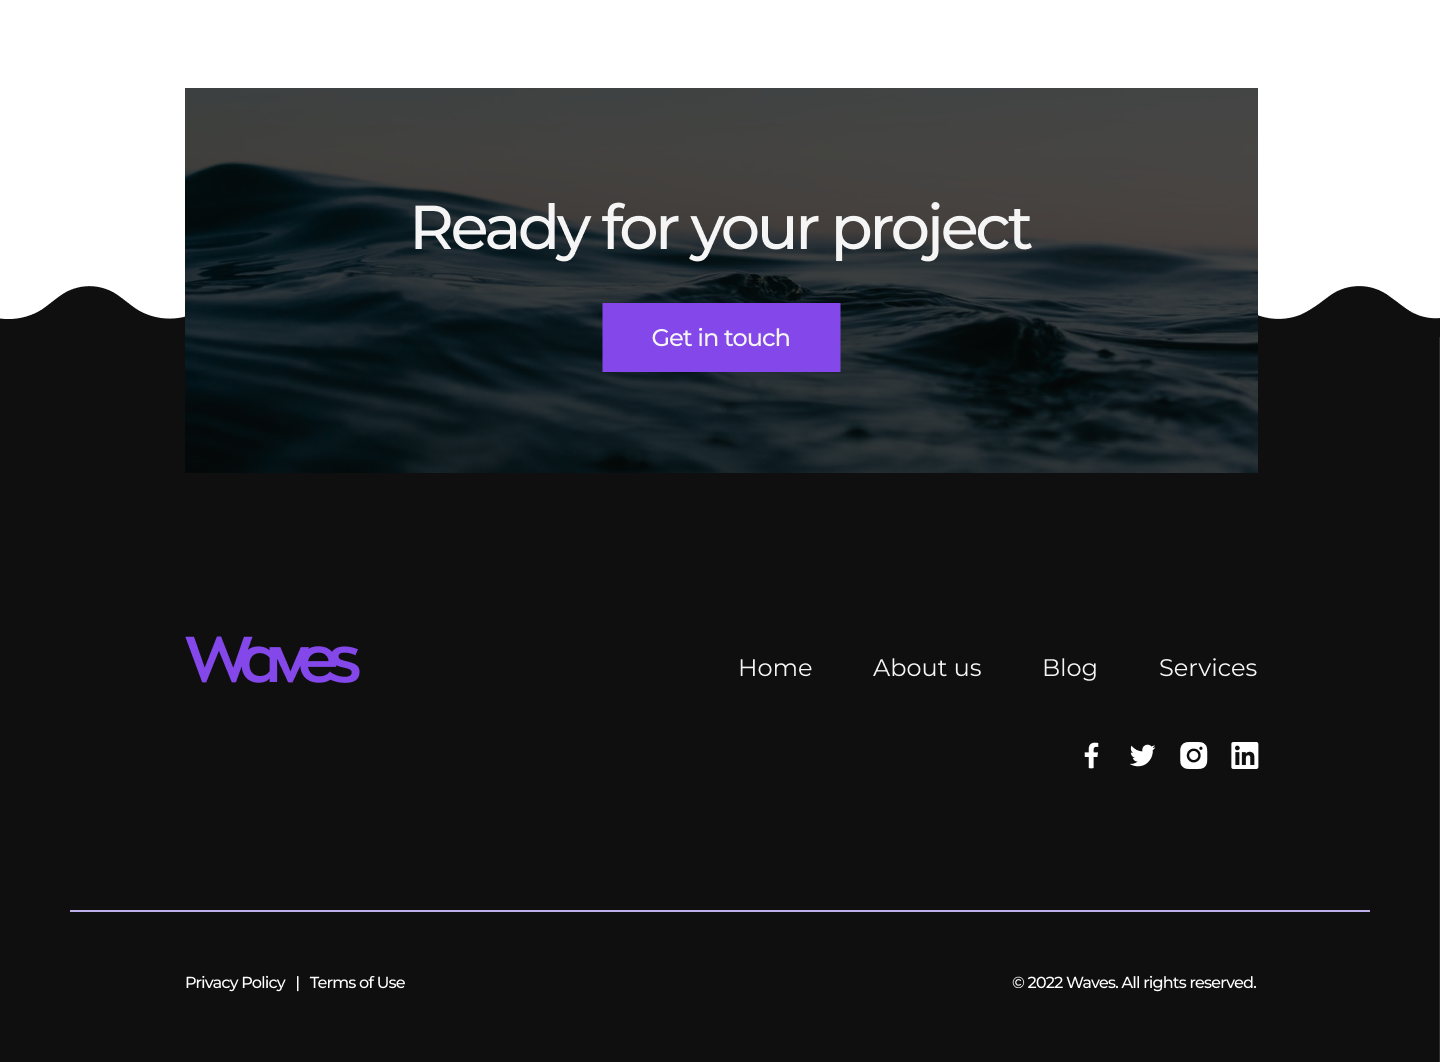 Ready for your project
Get in touch
Waves
Home About us Blog Services
Privacy Policy | Terms of Use
© 2022 Waves. All rights reserved.